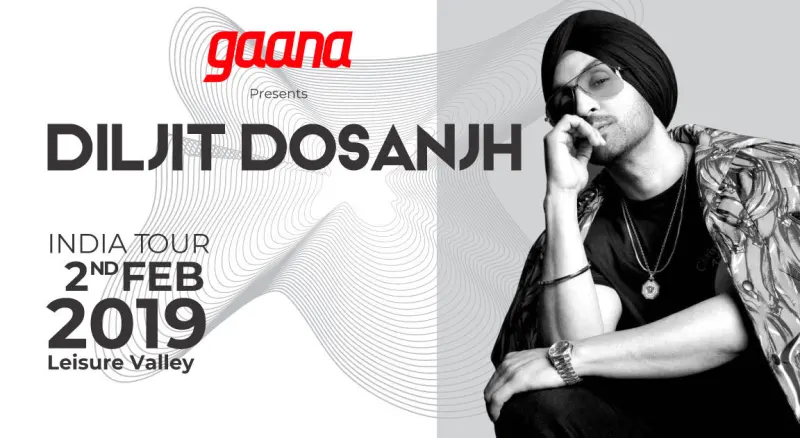 gaana
Presents
DILJIT DOSANJH
INDIA TOUR
2ND FEB
2019
Leisure Valley